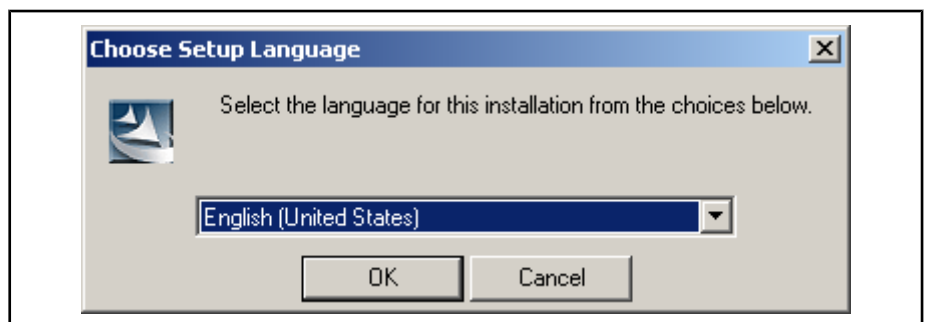 Choose Setup Language
Select the language for this installation from the choices below.
English (United States)
OK
Cancel